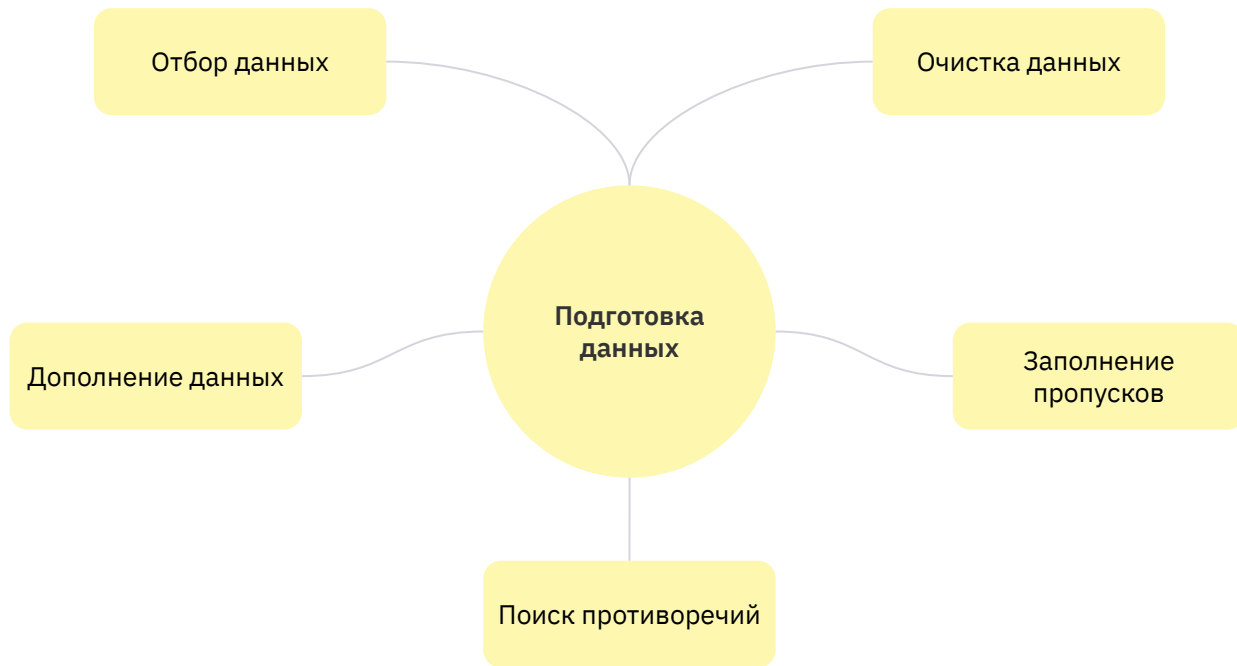 Отбор данных
Очистка данных
Подготовка
данных
Дополнение данных
Заполнение
пропусков
Поиск противоречий